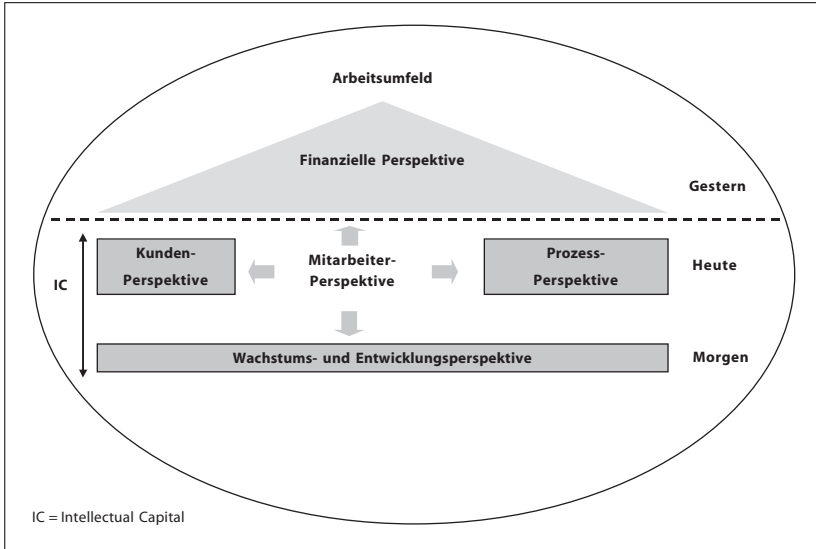 Arbeitsumfeld
Finanzielle Perspektive
Gestern
Kunden-
Perspektive
Mitarbeiter-
Perspektive
Prozess-
Perspektive
Heute
IC
Wachstums- und Entwicklungsperspektive
Morgen
IC = Intellectual Capital